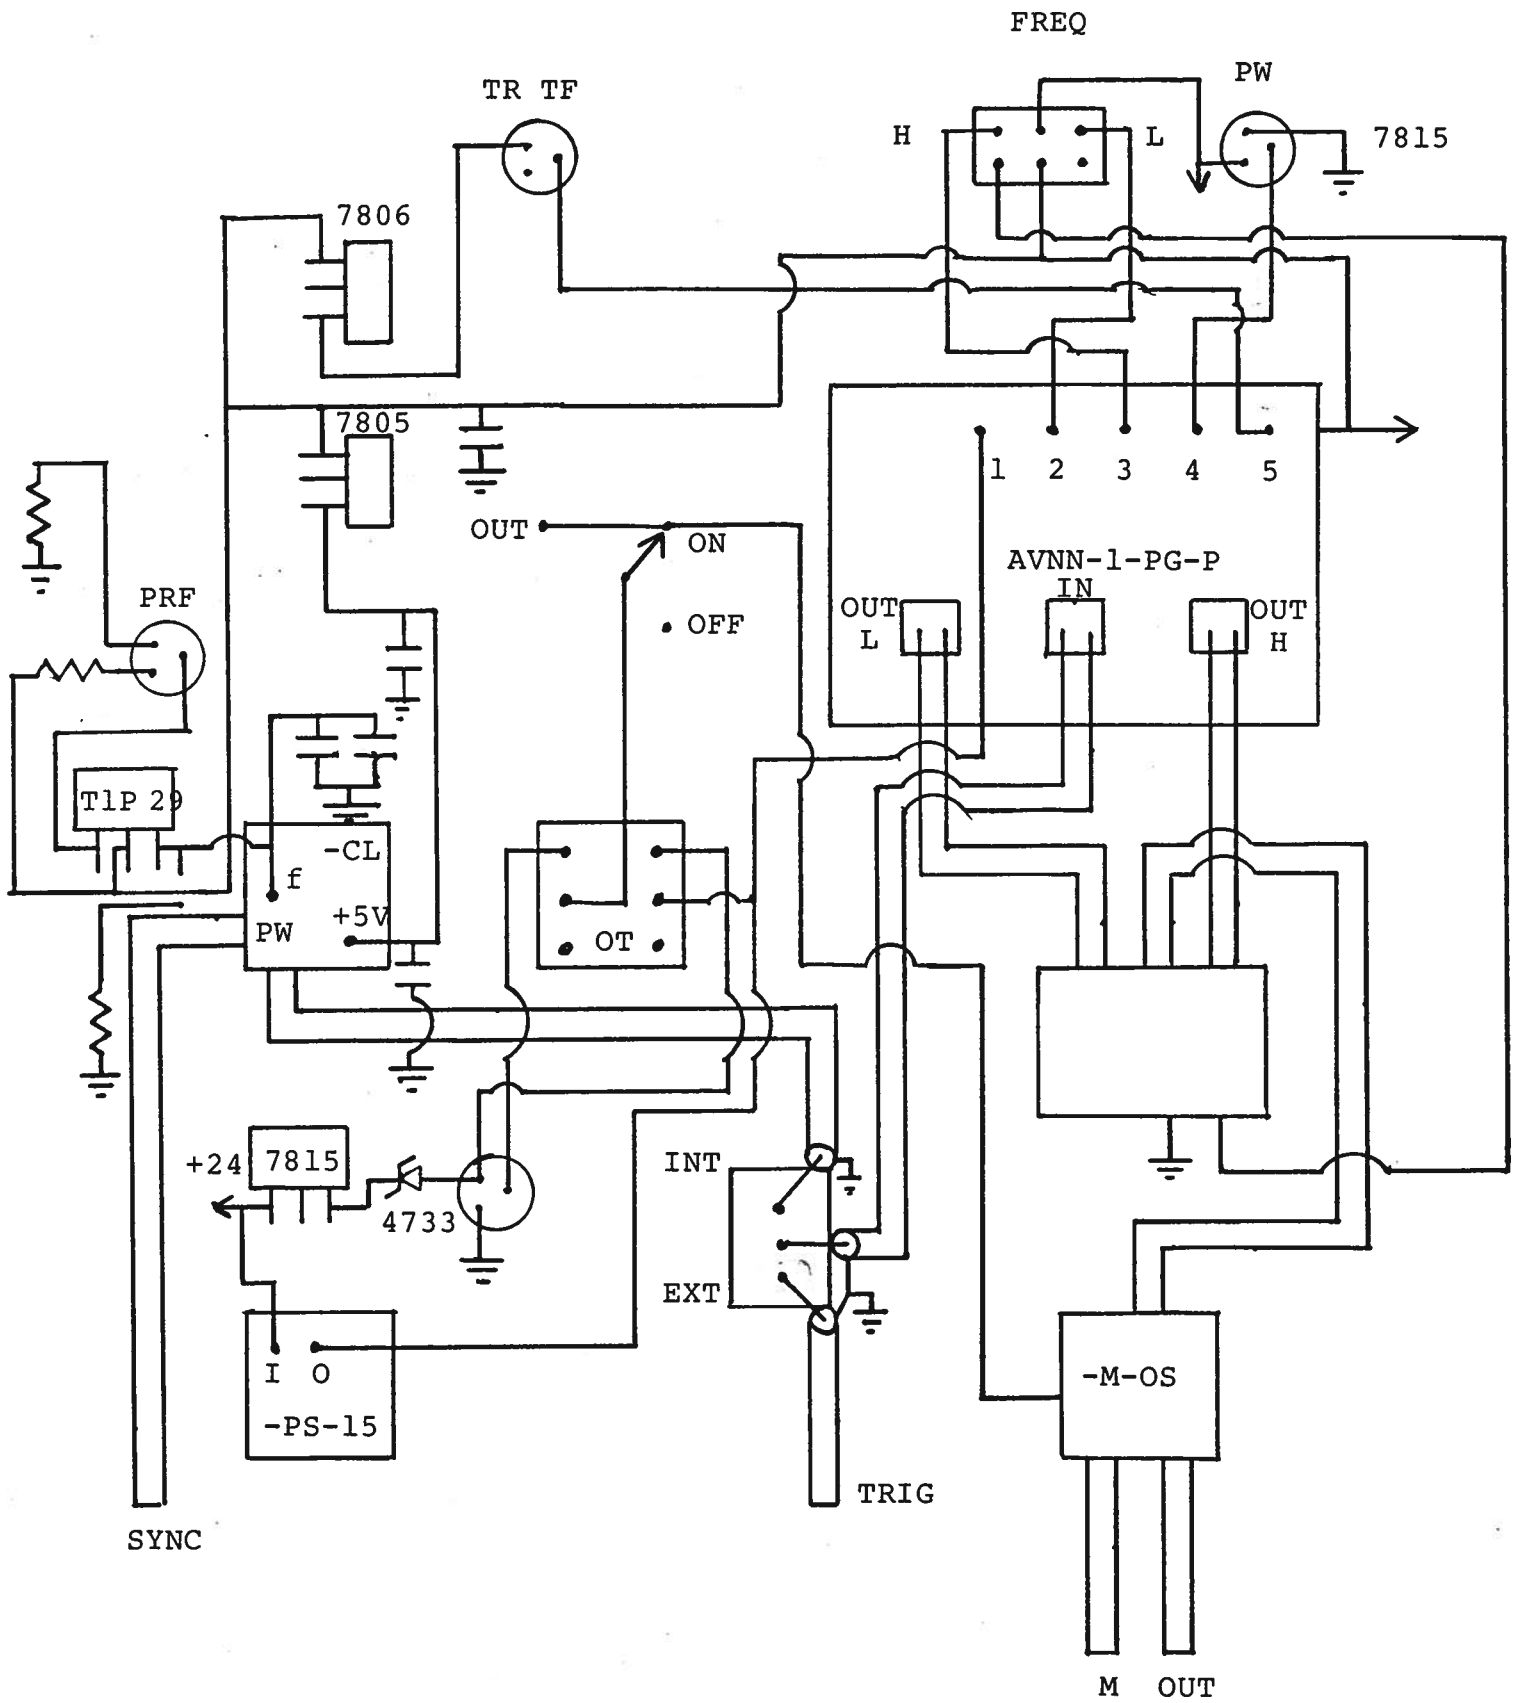 FREQ
TR TF
PW
H
L
7815
7806
7805
1 2 3 4 5
OUT
ON
AVNN-1-PG-P
IN
OUT
L
OUT
H
OFF
PRF
T1P 29
-CL
f
+5V
PW
OT
+24
7815
4733
INT
EXT
I O
-PS-15
-M-OS
TRIG
SYNC
M OUT